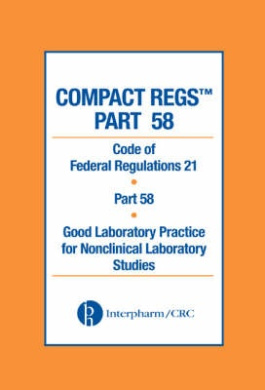 COMPACT REGS™
PART 58
Code of
Federal Regulations 21
•
Part 58
•
Good Laboratory Practice
for Nonclinical Laboratory
Studies
Interpharm/CRC